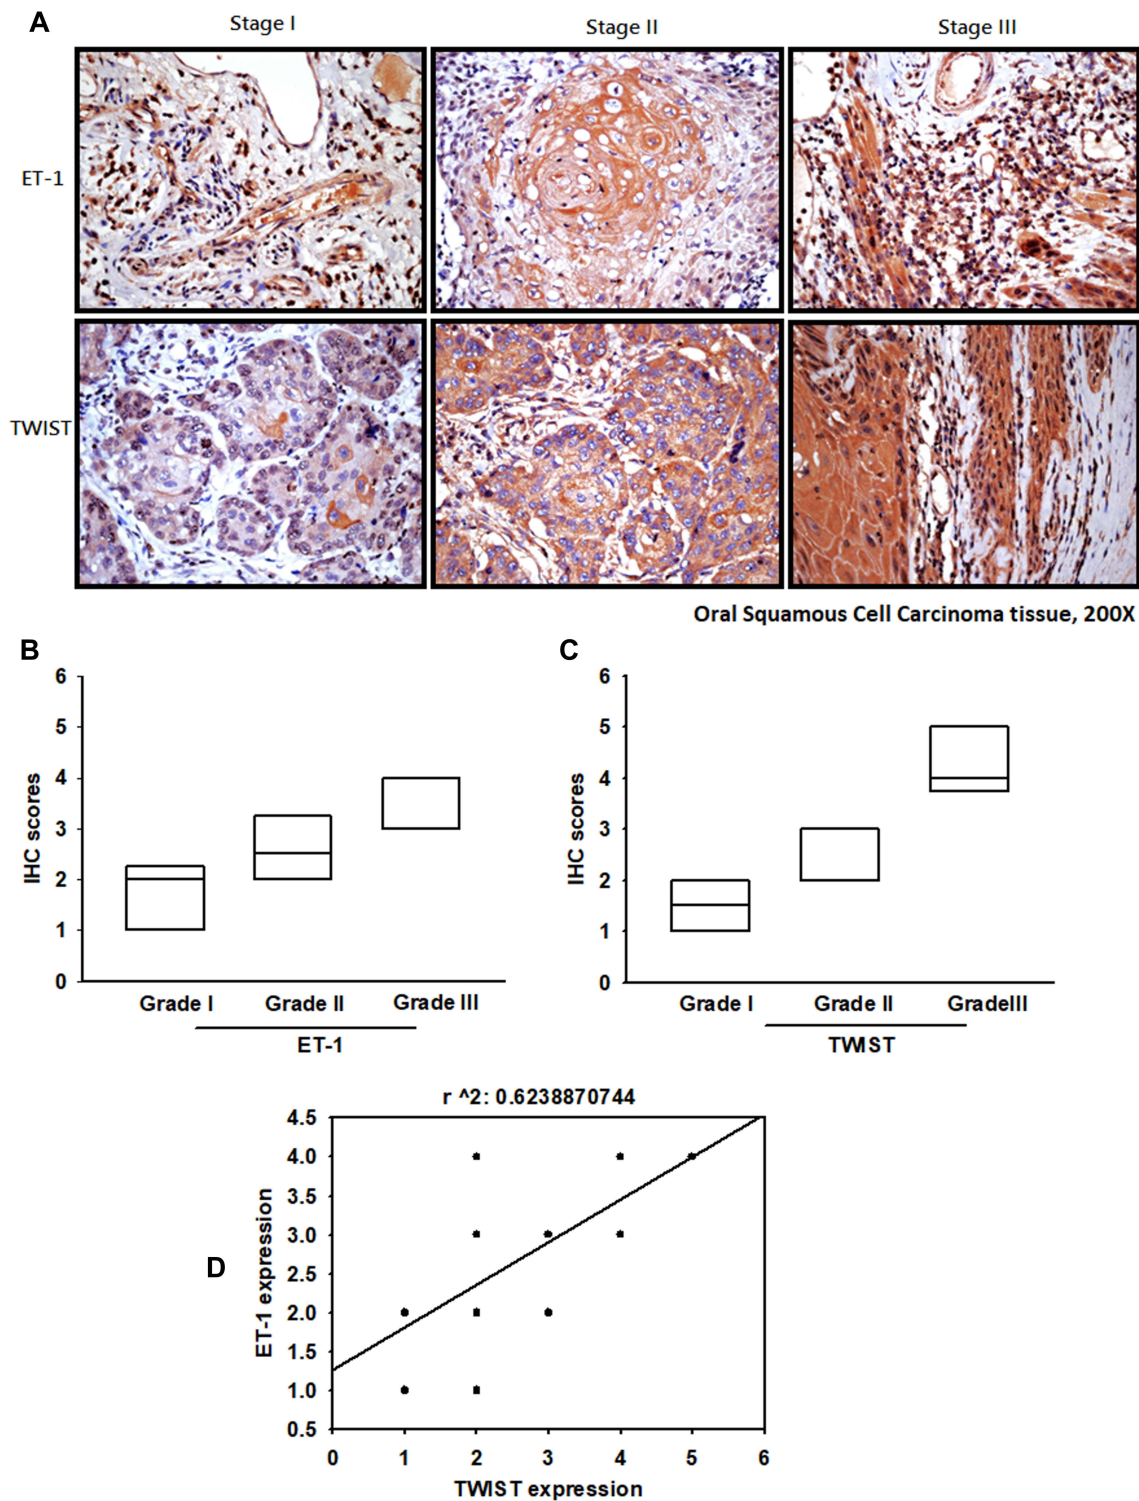 A
Stage I
Stage II
Stage III
ET-1
TWIST
Oral Squamous Cell Carcinoma tissue, 200X
B
6
5
4
3
2
1
0
IHC scores
Grade I
Grade II
Grade III
ET-1
C
6
5
4
3
2
1
0
IHC scores
Grade I
Grade II
GradeIII
TWIST
D
r ^2: 0.6238870744
4.5
4.0
3.5
3.0
2.5
2.0
1.5
1.0
0.5
ET-1 expression
0 1 2 3 4 5 6
TWIST expression